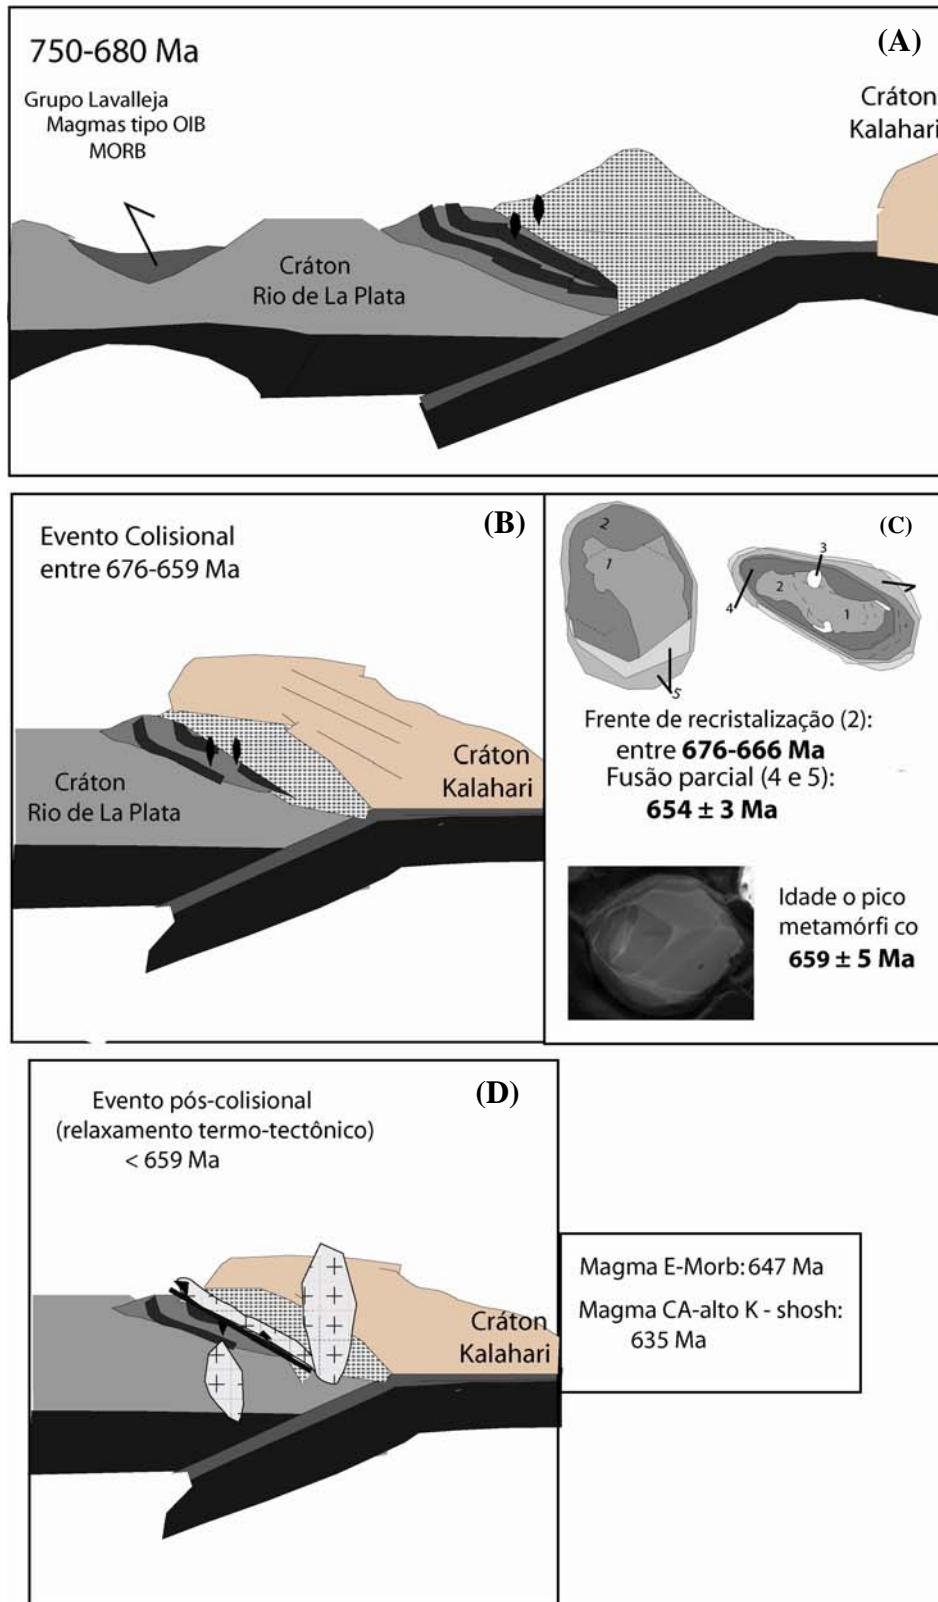 750-680 Ma
(A)
Grupo Lavalleja
Magmas tipo OIB
MORB
Cráton
Kalahari
Cráton
Rio de La Plata
Evento Colisional
entre 676-659 Ma
(B)
Cráton
Rio de La Plata
Cráton
Kalahari
(C)
2
1
5
3
4
2
1
Frente de recristalização (2):
entre 676-666 Ma
Fusão parcial (4 e 5):
654 ± 3 Ma
Idade o pico
metamórfi co
659 ± 5 Ma
Evento pós-colisional
(relaxamento termo-tectônico)
< 659 Ma
(D)
Cráton
Kalahari
Magma E-Morb: 647 Ma
Magma CA-alto K - shosh:
635 Ma